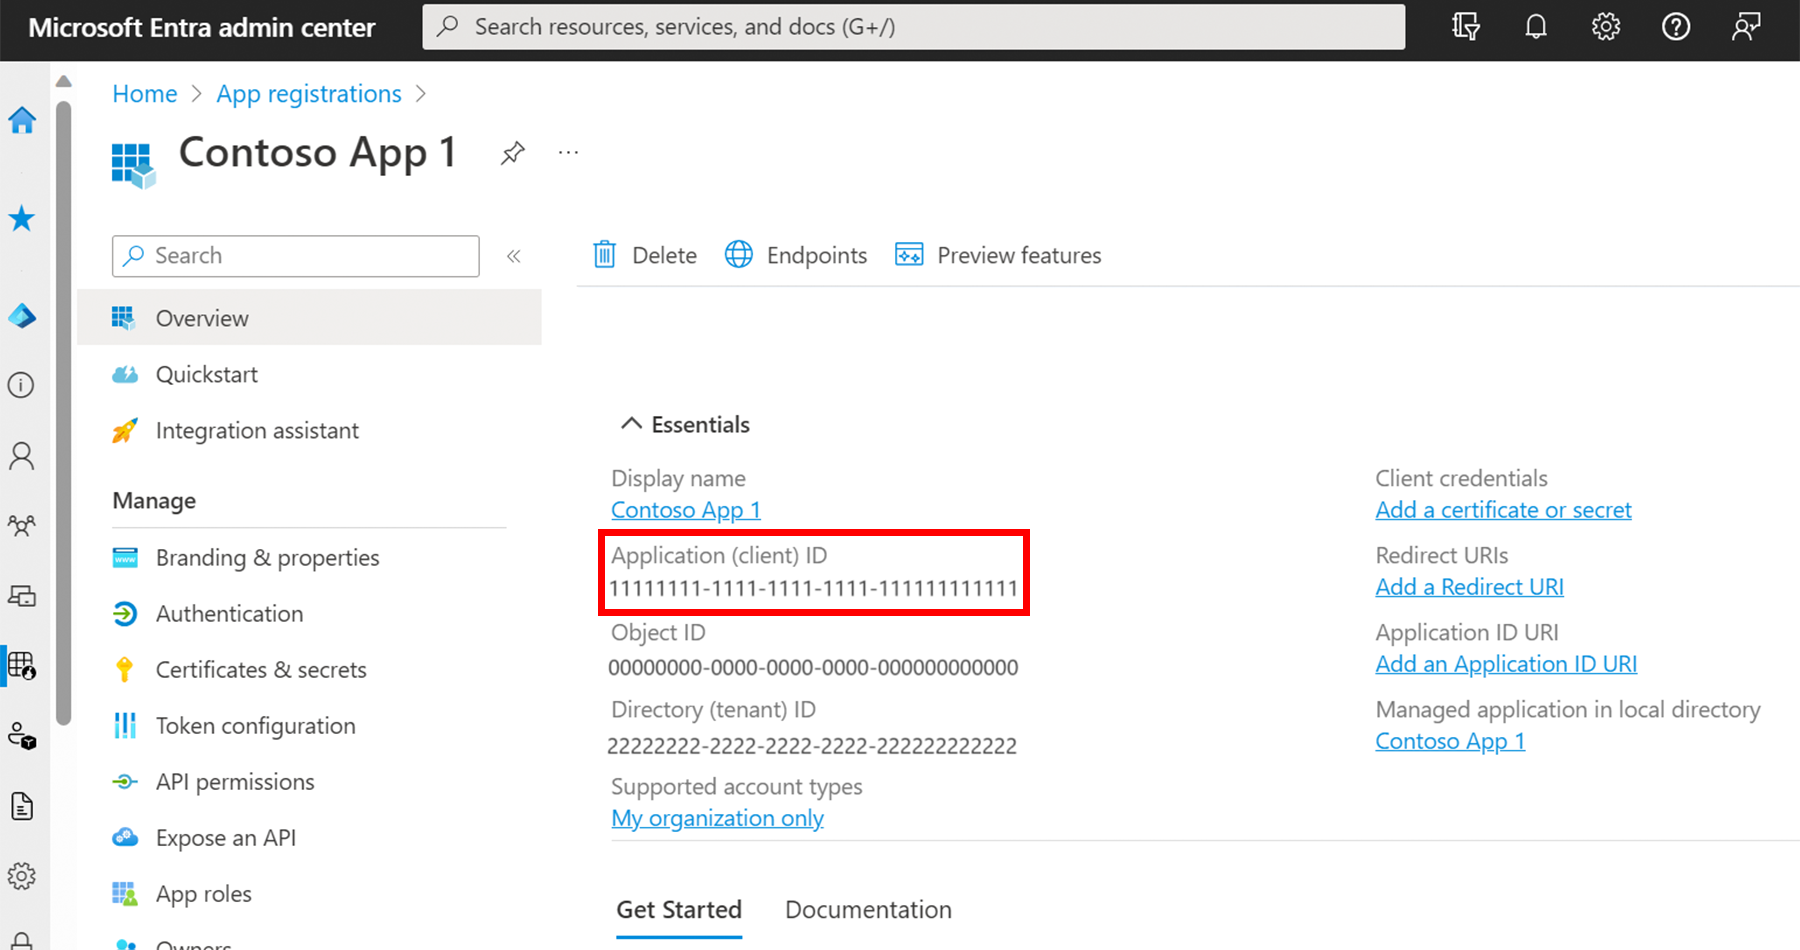 Microsoft Entra admin center
Search resources, services, and docs (G+/)
Home > App registrations >
Contoso App 1
...
Search
«
Overview
Quickstart
Integration assistant
Manage
Branding & properties
Authentication
Certificates & secrets
Token configuration
API permissions
Expose an API
App roles
Owners
Delete
Endpoints
Preview features
Essentials
Display name
Contoso App 1
Application (client) ID
11111111-1111-1111-1111-111111111111
Object ID
00000000-0000-0000-0000-000000000000
Directory (tenant) ID
22222222-2222-2222-2222-222222222222
Supported account types
My organization only
Client credentials
Add a certificate or secret
Redirect URIs
Add a Redirect URI
Application ID URI
Add an Application ID URI
Managed application in local directory
Contoso App 1
Get Started
Documentation